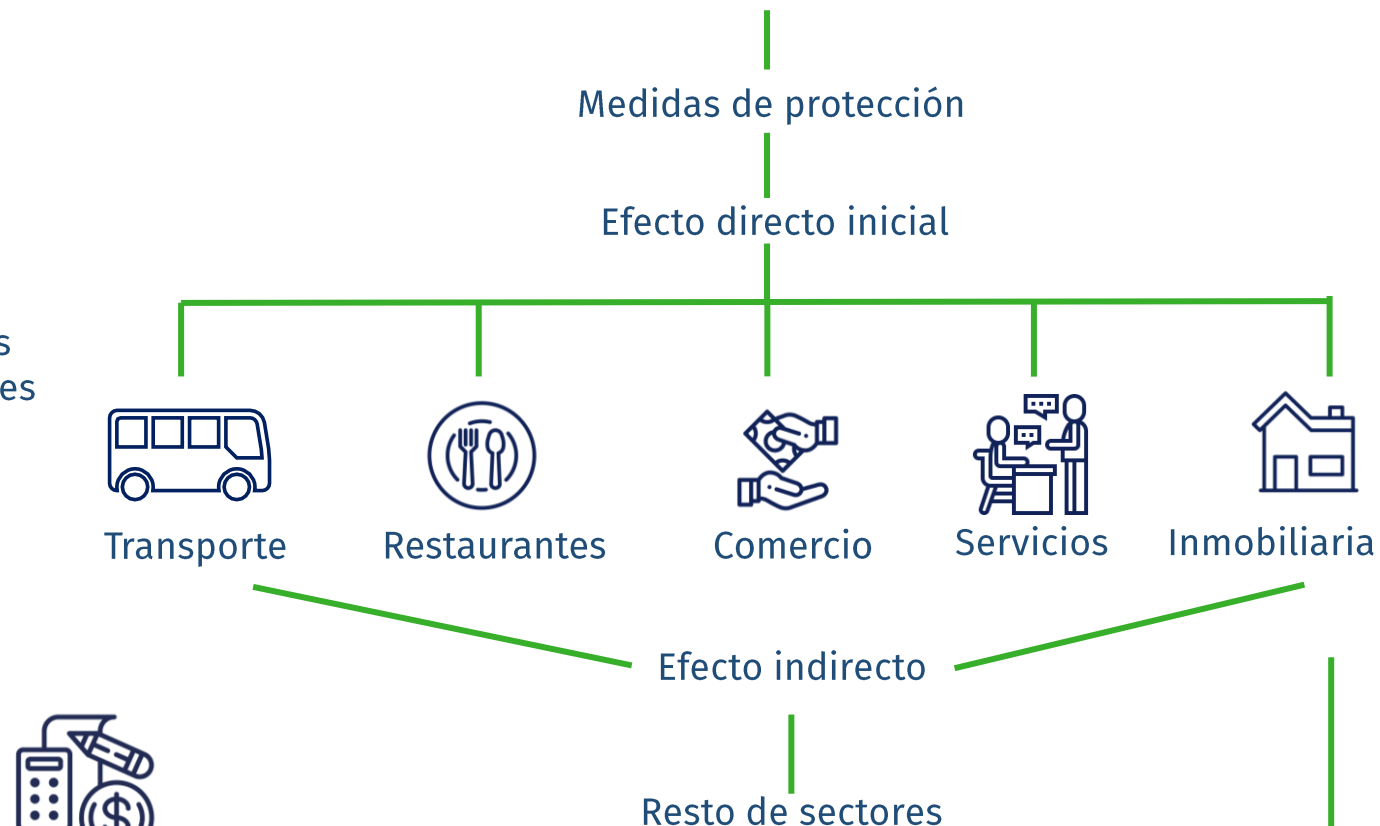 Medidas de protección
Efecto directo inicial
Transporte
Restaurantes
Comercio
Servicios
Inmobiliaria
Efecto indirecto
$
Resto de sectores